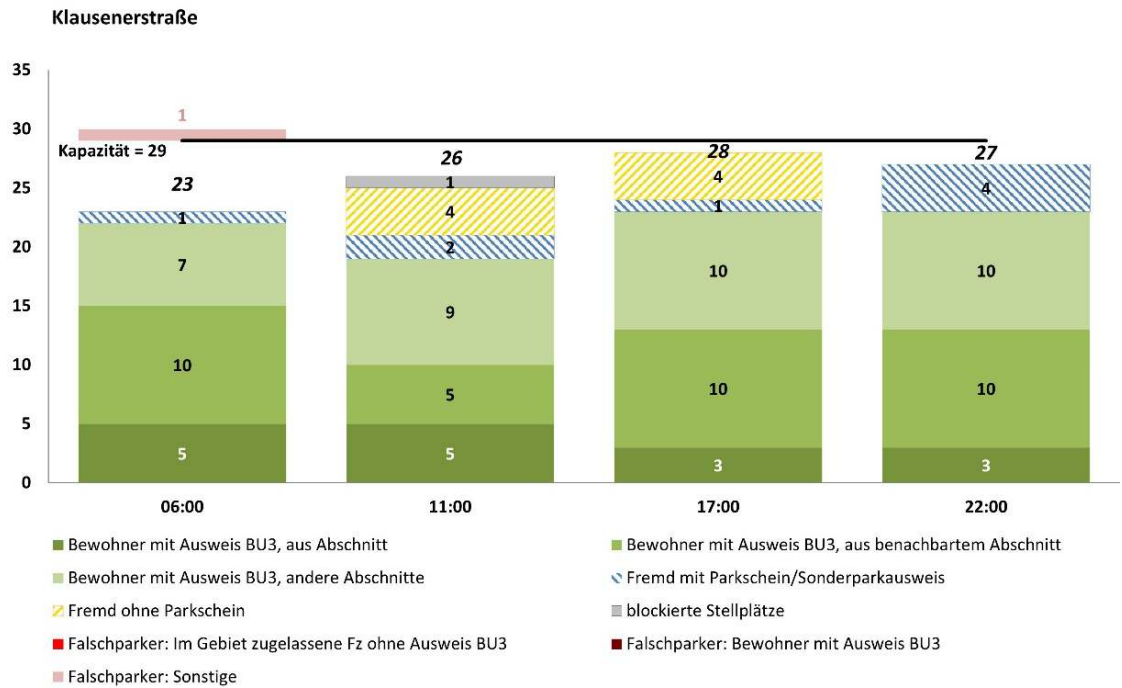 Klausenerstraße
35
30
25
20
15
10
5
0
Kapazität = 29
1
23
1
7
10
5
26
1
4
2
9
5
5
28
4
1
10
10
3
27
4
10
10
3
06:00 11:00 17:00 22:00
Bewohner mit Ausweis BU3, aus Abschnitt
Bewohner mit Ausweis BU3, aus benachbartem Abschnitt
Bewohner mit Ausweis BU3, andere Abschnitte
Fremd mit Parkschein/Sonderparkausweis
Fremd ohne Parkschein
blockierte Stellplätze
Falschparker: Im Gebiet zugelassene Fz ohne Ausweis BU3
Falschparker: Bewohner mit Ausweis BU3
Falschparker: Sonstige